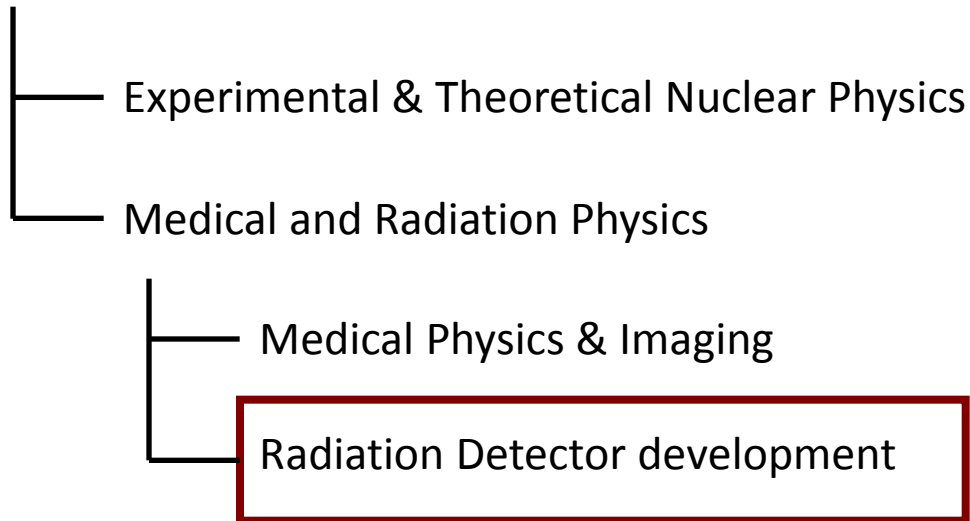 Experimental & Theoretical Nuclear Physics
Medical and Radiation Physics
Medical Physics & Imaging
Radiation Detector development